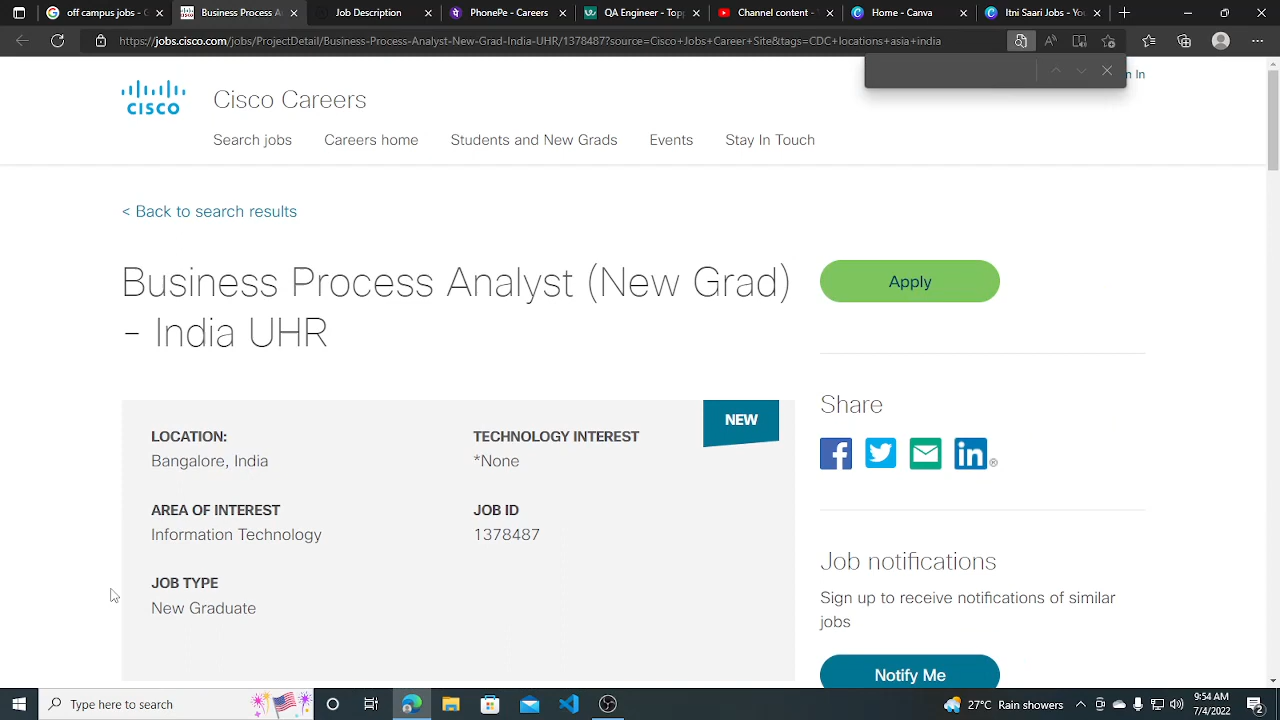 Off campus jobs - G
Business Process An
Job Description
PhonePe - Careers
QA Engineer - Topp
Channel content - Y
Home - Canva
Itni Saari Jobs - You
https://jobs.cisco.com/jobs/ProjectDetail/Business-Process-Analyst-New-Grad-India-UHR/1378487?source=Cisco+Jobs+Career+Site&tags=CDC+locations+asia+india
In
CISCO
Cisco Careers
Search jobs Careers home Students and New Grads Events Stay In Touch
< Back to search results
Business Process Analyst (New Grad)
- India UHR
Apply
Share
NEW
LOCATION:
Bangalore, India
TECHNOLOGY INTEREST
*None
AREA OF INTEREST
Information Technology
JOB ID
1378487
JOB TYPE
New Graduate
Job notifications
Sign up to receive notifications of similar
jobs
Notify Me
Type here to search
27°C Rain showers
9:54 AM
7/4/2022